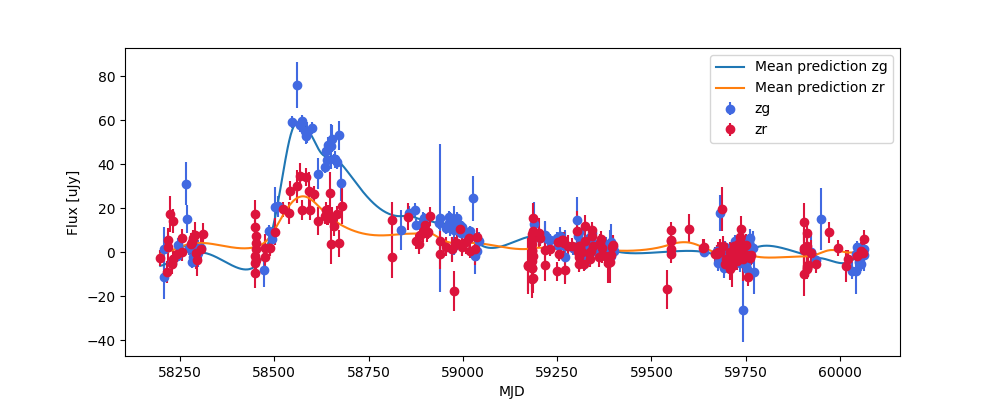 Mean prediction zg
Mean prediction zr
zg
zr
80
60
40
20
0
−20
−40
Flux [uJy]
58250
58500
58750
59000
59250
59500
59750
60000
MJD